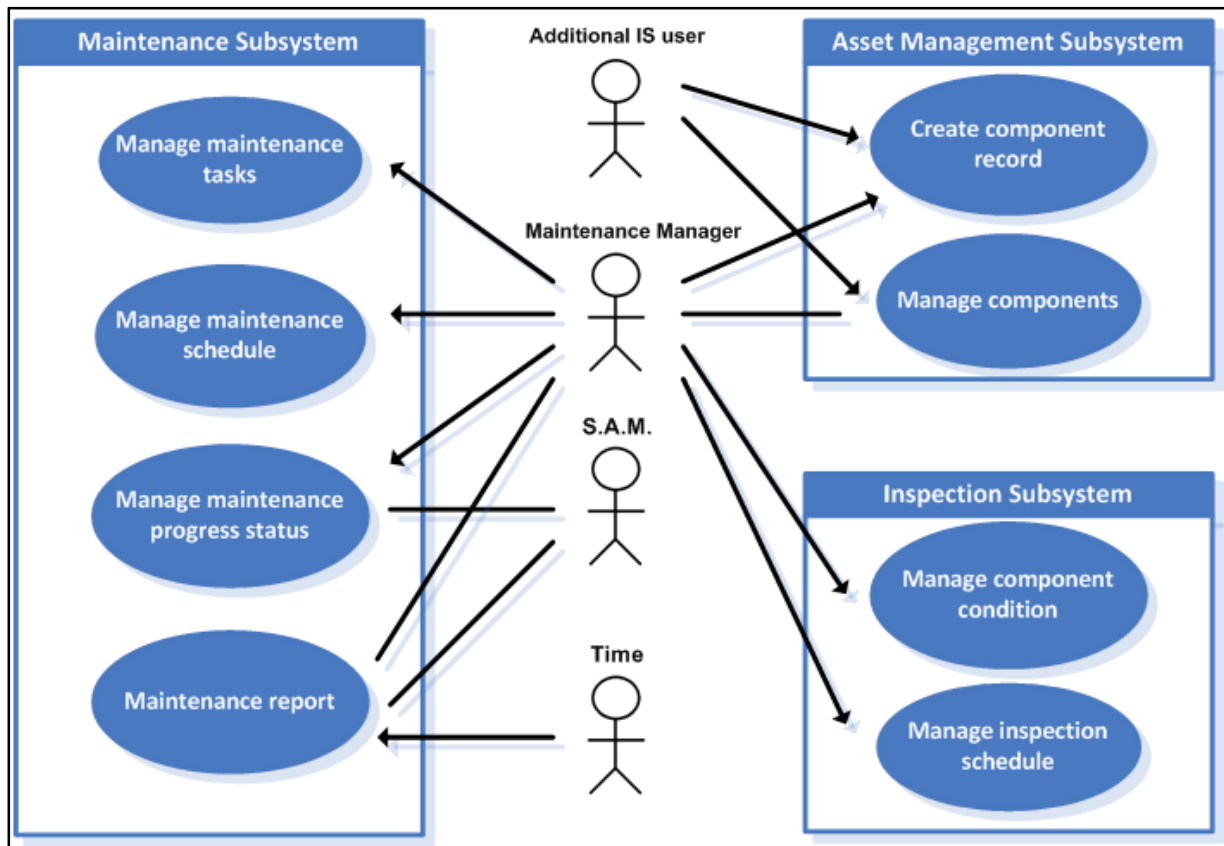 Maintenance Subsystem
Manage maintenance
tasks
Manage maintenance
schedule
Manage maintenance
progress status
Maintenance report
Additional IS user
Maintenance Manager
S.A.M.
Time
Asset Management Subsystem
Create component
record
Manage components
Inspection Subsystem
Manage component
condition
Manage inspection
schedule